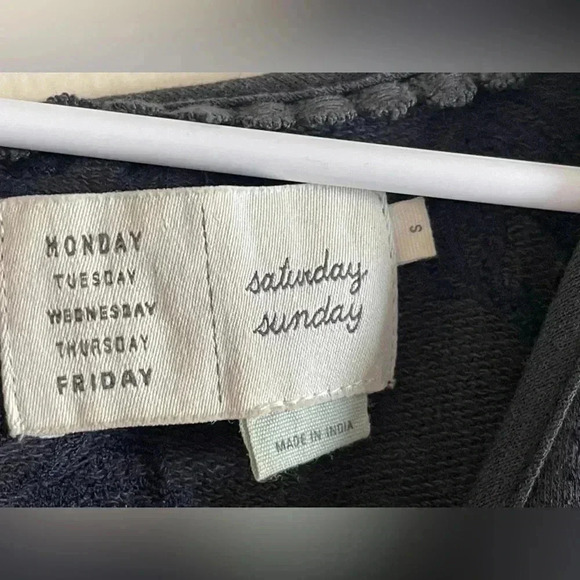 MONDAY
TUESDAY
WEDNESDAY
THURSDAY
FRIDAY
saturday
sunday
S
MADE IN INDIA